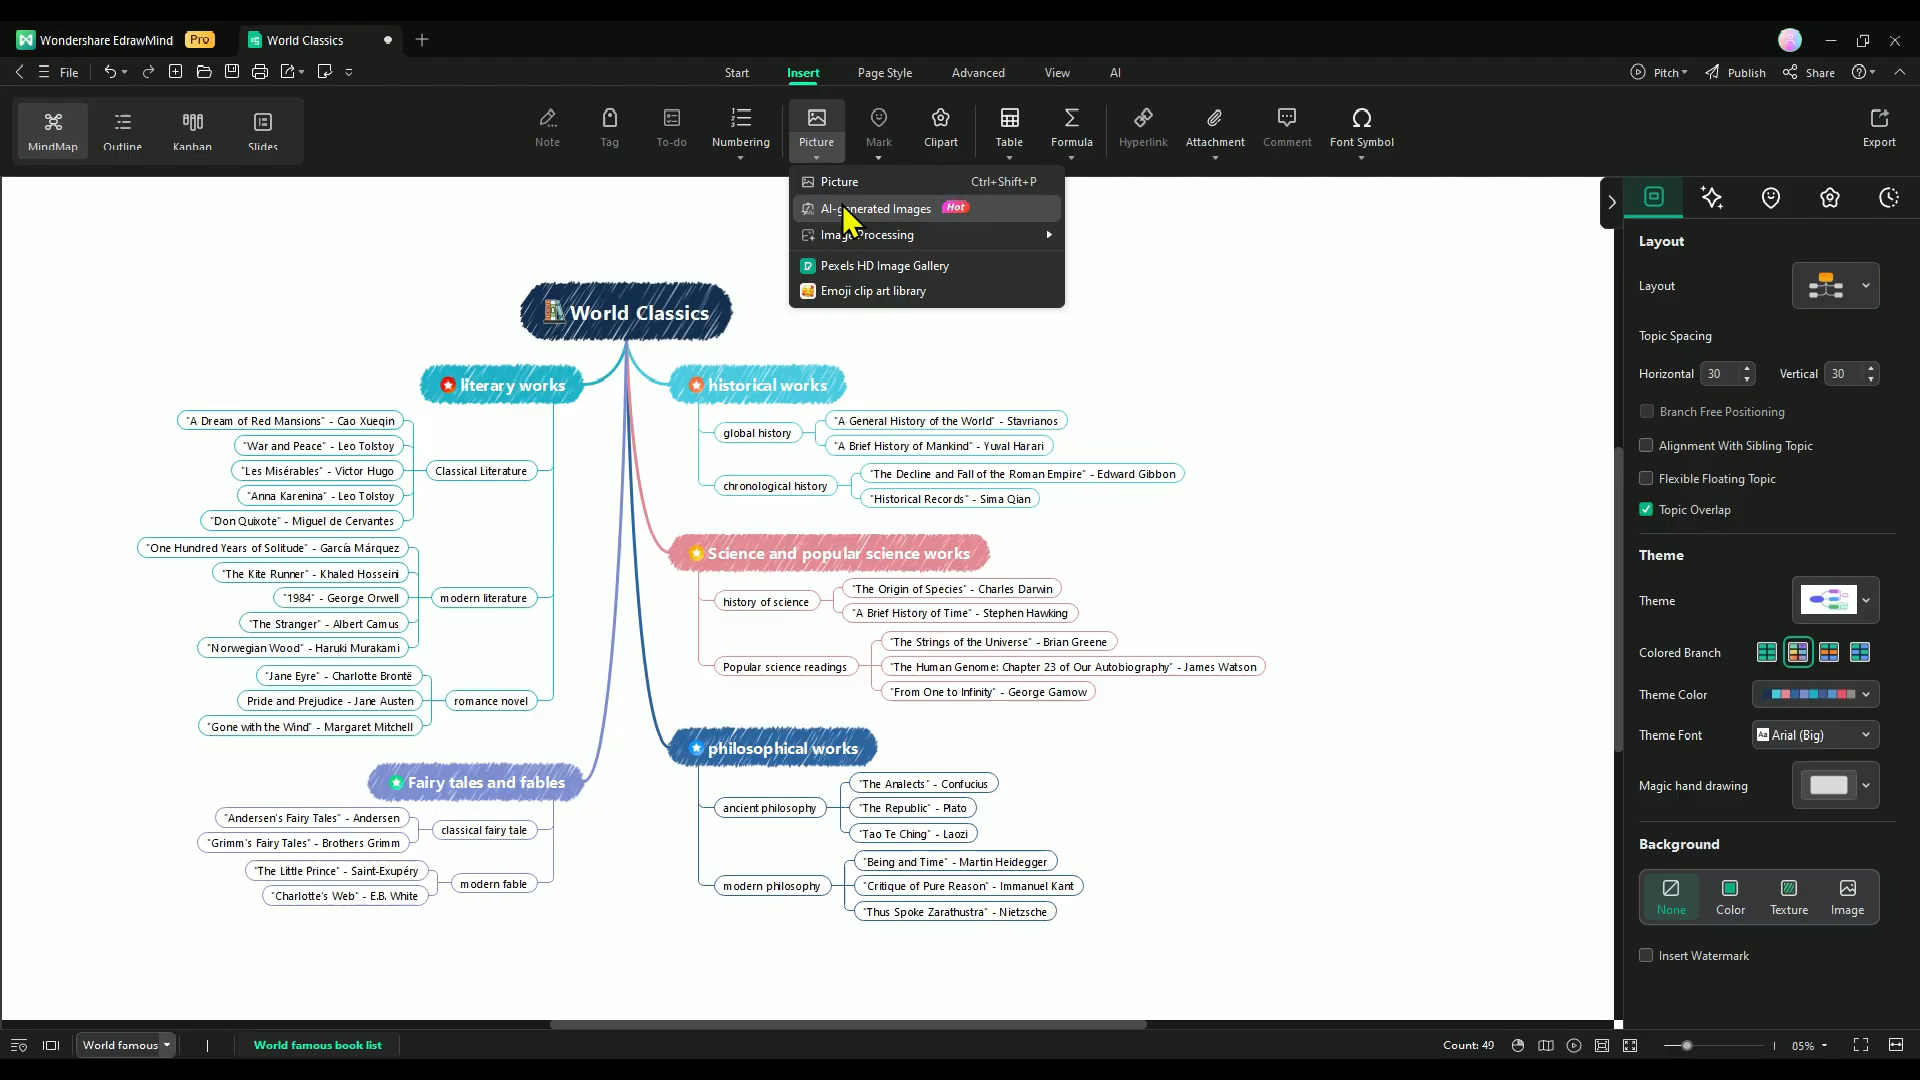 Wondershare EdrawMind Pro
World Classics
File
Start Insert Page Style Advanced View AI
Pitch Publish Share
MindMap Outline Kanban Slides
Note Tag To-do Numbering Picture Mark Clipart Table Formula Hyperlink Attachment Comment Font Symbol
Export
Picture Ctrl+Shift+P
AI-generated Images Hot
Image Processing
Pexels HD Image Gallery
Emoji clip art library
World Classics
literary works
"A Dream of Red Mansions" - Cao Xueqin
"War and Peace" - Leo Tolstoy
"Les Misérables" - Victor Hugo
"Anna Karenina" - Leo Tolstoy
"Don Quixote" - Miguel de Cervantes
Classical Literature
"One Hundred Years of Solitude" - García Márquez
"The Kite Runner" - Khaled Hosseini
"1984" - George Orwell
"The Stranger" - Albert Camus
"Norwegian Wood" - Haruki Murakami
modern literature
"Jane Eyre" - Charlotte Brontë
Pride and Prejudice - Jane Austen
"Gone with the Wind" - Margaret Mitchell
romance novel
Fairy tales and fables
"Andersen's Fairy Tales" - Andersen
"Grimm's Fairy Tales" - Brothers Grimm
classical fairy tale
"The Little Prince" - Saint-Exupéry
"Charlotte's Web" - E.B. White
modern fable
historical works
global history
"A General History of the World" - Stavrianos
"A Brief History of Mankind" - Yuval Harari
chronological history
"The Decline and Fall of the Roman Empire" - Edward Gibbon
"Historical Records" - Sima Qian
Science and popular science works
history of science
"The Origin of Species" - Charles Darwin
"A Brief History of Time" - Stephen Hawking
Popular science readings
"The Strings of the Universe" - Brian Greene
"The Human Genome: Chapter 23 of Our Autobiography" - James Watson
"From One to Infinity" - George Gamow
philosophical works
ancient philosophy
"The Analects" - Confucius
"The Republic" - Plato
"Tao Te Ching" - Laozi
modern philosophy
"Being and Time" - Martin Heidegger
"Critique of Pure Reason" - Immanuel Kant
"Thus Spoke Zarathustra" - Nietzsche
Layout
Layout
Topic Spacing
Horizontal 30 Vertical 30
Branch Free Positioning
Alignment With Sibling Topic
Flexible Floating Topic
Topic Overlap
Theme
Theme
Colored Branch
Theme Color
Theme Font Aa Arial (Big)
Magic hand drawing
Background
None Color Texture Image
Insert Watermark
World famous
World famous book list
Count: 49
85%